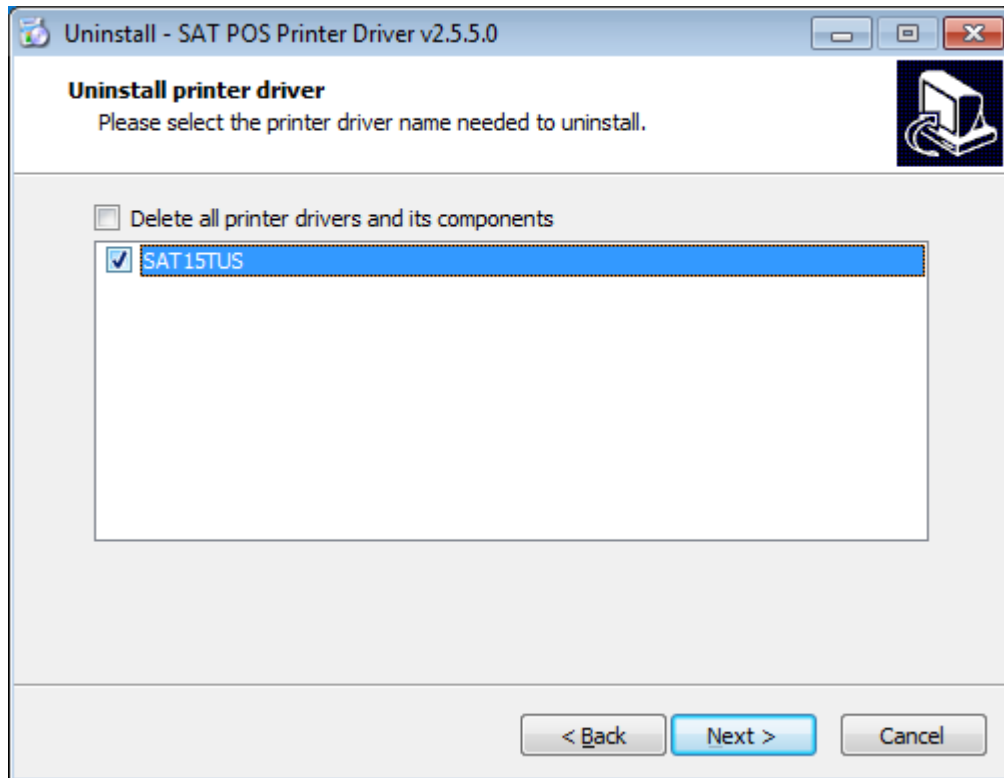 Uninstall - SAT POS Printer Driver v2.5.5.0
Uninstall printer driver
Please select the printer driver name needed to uninstall.
Delete all printer drivers and its components
SAT15TUS
< Back Next > Cancel